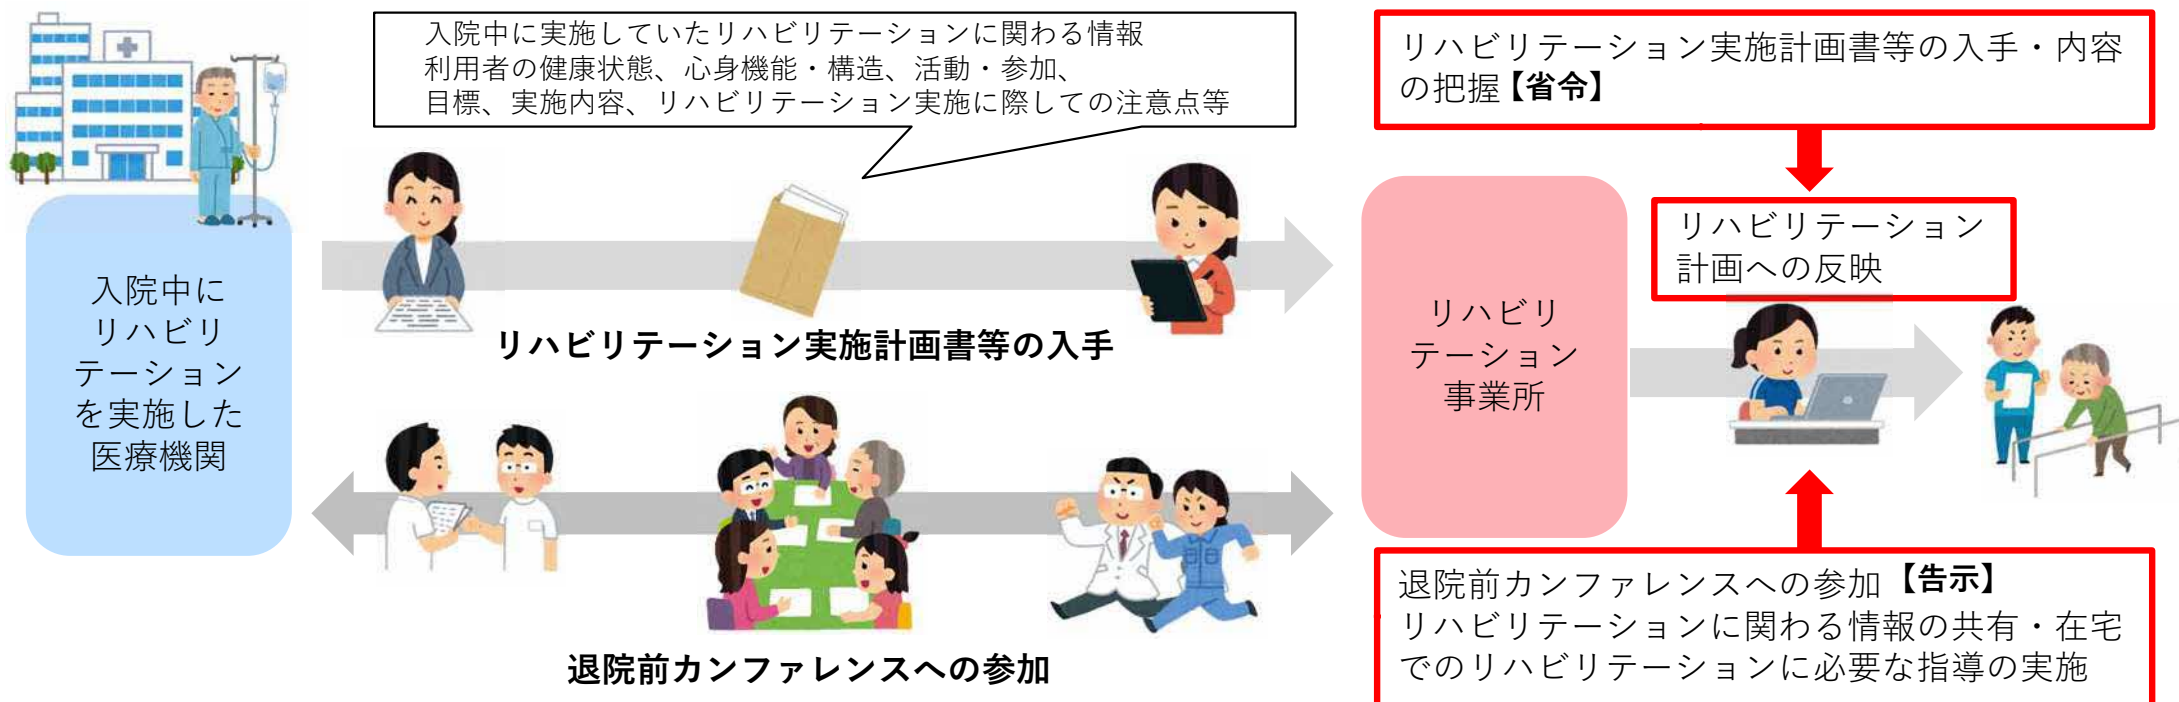 入院中に実施していたリハビリテーションに関わる情報
利用者の健康状態、心身機能・構造、活動・参加、
目標、実施内容、リハビリテーション実施に際しての注意点等
リハビリテーション実施計画書等の入手・内容
の把握【省令】
入院中に
リハビリ
テーション
を実施した
医療機関
リハビリテーション実施計画書等の入手
リハビリ
テーション
事業所
リハビリテーション
計画への反映
退院前カンファレンスへの参加
退院前カンファレンスへの参加【告示】
リハビリテーションに関わる情報の共有・在宅
でのリハビリテーションに必要な指導の実施